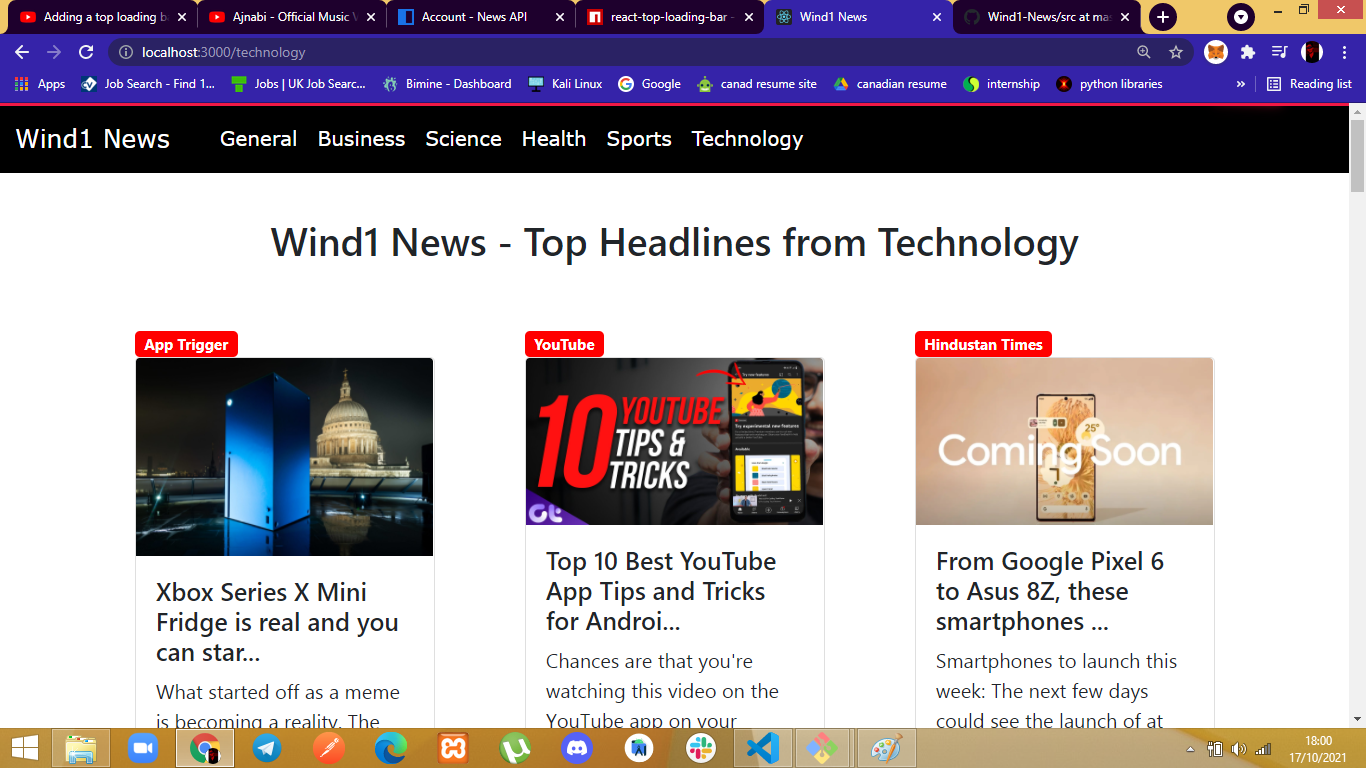 Adding a top loading ba
Ajnabi - Official Music V
Account - News API
react-top-loading-bar -
Wind1 News
Wind1-News/src at mas
localhost:3000/technology
Apps
Job Search - Find 1...
Jobs | UK Job Searc...
Bimine - Dashboard
Kali Linux
Google
canad resume site
canadian resume
internship
python libraries
»
Reading list
Wind1 News
General
Business
Science
Health
Sports
Technology
Wind1 News - Top Headlines from Technology
App Trigger
YouTube
Hindustan Times
10 YOUTUBE
TIPS &
TRICKS
Try experimental new features
Coming Soon
25°
Xbox Series X Mini
Fridge is real and you
can star...
What started off as a meme
is becoming a reality. The
Top 10 Best YouTube
App Tips and Tricks
for Androi...
Chances are that you're
watching this video on the
YouTube app on your
From Google Pixel 6
to Asus 8Z, these
smartphones ...
Smartphones to launch this
week: The next few days
could see the launch of at
18:00
17/10/2021